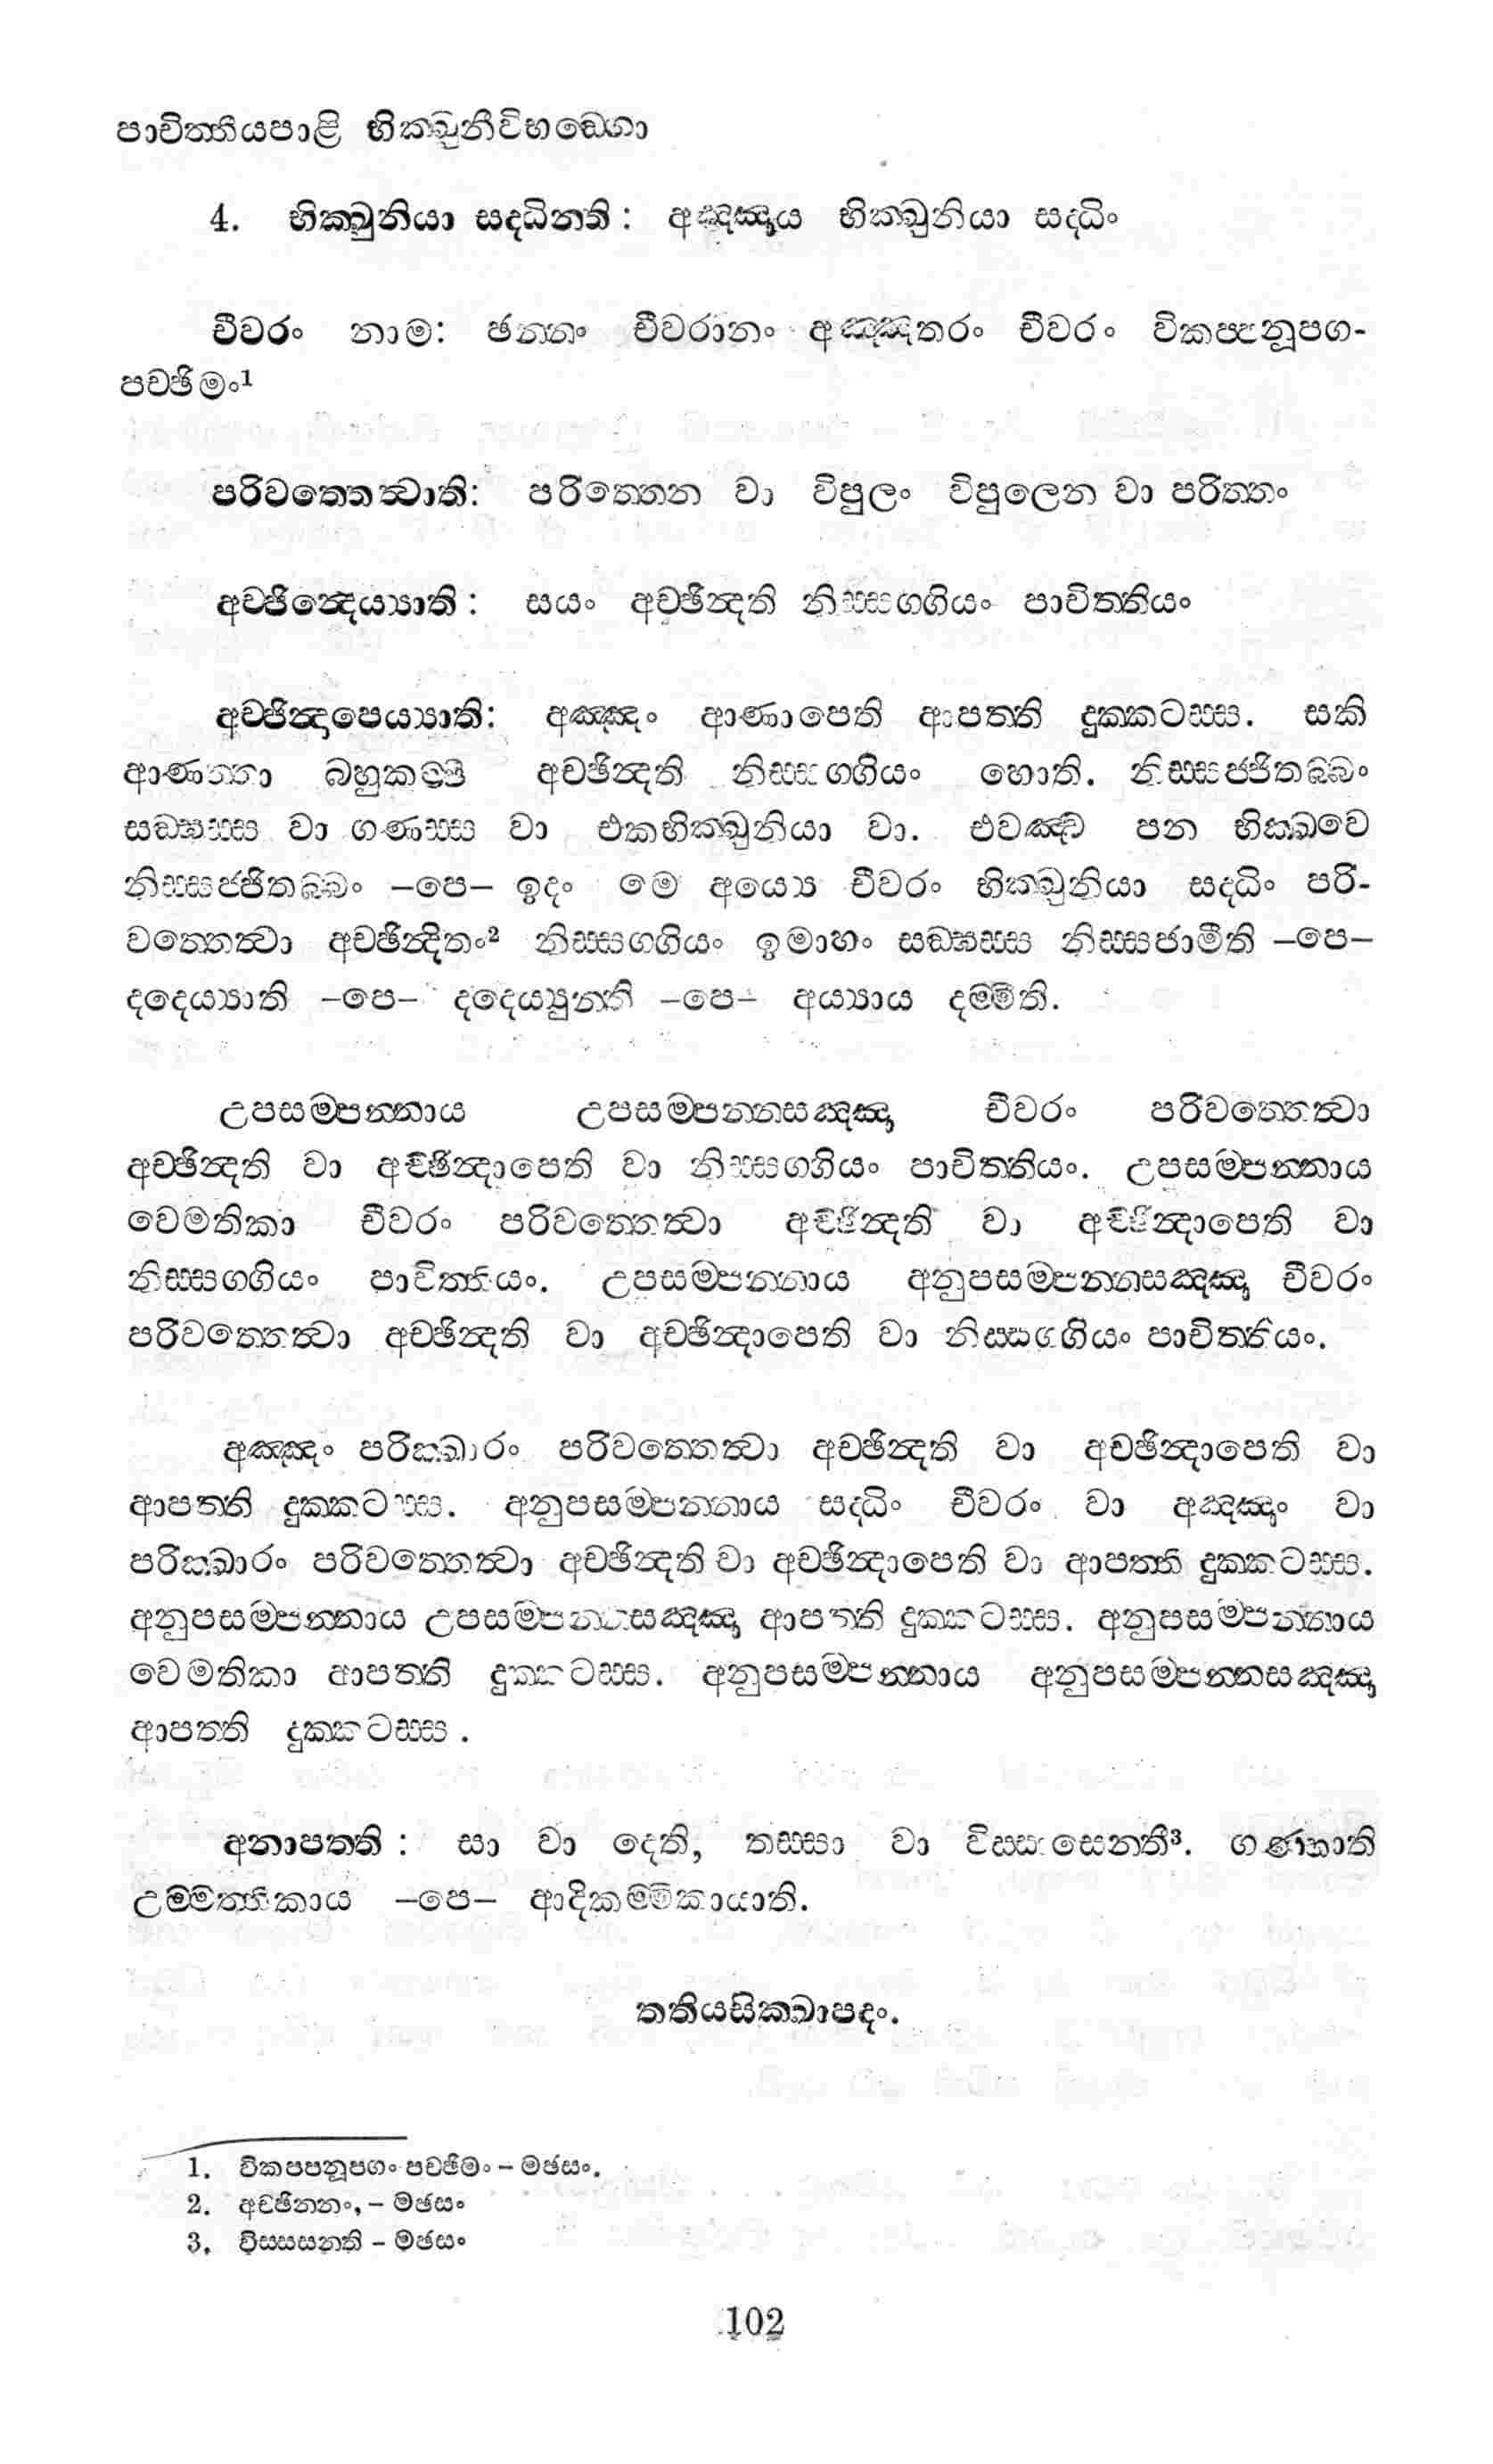 පාචිත්තීයපාළි භික්ඛුනීවිභඞ්ගො
4. භික්ඛුනියා සද්ධින්ති: අඤ්ඤාය භික්ඛුනියා සද්ධිං
චීවරං නාම: ඡන්නං චීවරානං අඤ්ඤතරං චීවරං විකප්පනූපග-
පච්ඡිමං¹
පරිවත්තෙත්වාති: පරිත්තෙන වා විපුලං විපුලෙන වා පරිත්තං
අච්ඡින්දෙය්‍යාති: සයං අච්ඡින්දති නිස්සග්ගියං පාචිත්තියං
අච්ඡින්දාපෙය්‍යාති: අඤ්ඤං ආණාපෙති ආපත්ති දුක්කටස්ස. සකි
ආණත්තා බහුකම්පි අච්ඡින්දති නිස්සග්ගියං හොති. නිස්සජ්ජිතබ්බං
සඞ්ඝස්ස වා ගණස්ස වා එකභික්ඛුනියා වා. එවඤ්ච පන භික්ඛවෙ
නිස්සජ්ජිතබ්බං –පෙ– ඉදං මෙ අය්‍යෙ චීවරං භික්ඛුනියා සද්ධිං පරි-
වත්තෙත්වා අච්ඡින්දිතං² නිස්සග්ගියං ඉමාහං සඞ්ඝස්ස නිස්සජාමීති –පෙ–
දදෙය්‍යාති –පෙ– දදෙය්‍යුන්ති –පෙ– අය්‍යාය දම්මීති.
උපසම්පන්නාය උපසම්පන්නසඤ්ඤා චීවරං පරිවත්තෙත්වා
අච්ඡින්දති වා අච්ඡින්දාපෙති වා නිස්සග්ගියං පාචිත්තියං. උපසම්පන්නාය
වෙමතිකා චීවරං පරිවත්තෙත්වා අච්ඡින්දති වා අච්ඡින්දාපෙති වා
නිස්සග්ගියං පාචිත්තියං. උපසම්පන්නාය අනුපසම්පන්නසඤ්ඤා චීවරං
පරිවත්තෙත්වා අච්ඡින්දති වා අච්ඡින්දාපෙති වා නිස්සග්ගියං පාචිත්තියං.
අඤ්ඤං පරික්ඛාරං පරිවත්තෙත්වා අච්ඡින්දති වා අච්ඡින්දාපෙති වා
ආපත්ති දුක්කටස්ස. අනුපසම්පන්නාය සද්ධිං චීවරං වා අඤ්ඤං වා
පරික්ඛාරං පරිවත්තෙත්වා අච්ඡින්දති වා අච්ඡින්දාපෙති වා ආපත්ති දුක්කටස්ස.
අනුපසම්පන්නාය උපසම්පන්නසඤ්ඤා ආපත්ති දුක්කටස්ස. අනුපසම්පන්නාය
වෙමතිකා ආපත්ති දුක්කටස්ස. අනුපසම්පන්නාය අනුපසම්පන්නසඤ්ඤා
ආපත්ති දුක්කටස්ස.
අනාපත්ති: සා වා දෙති, තස්සා වා විස්සසෙන්තී³. ගණ්හාති
උම්මත්තිකාය –පෙ– ආදිකම්මිකායාති.
තතියසික්ඛාපදං.
1. විකප්පනූපගං පච්ඡිමං – මඡසං.
2. අච්ඡින්නං, – මඡසං
3. විස්සසන්ති – මඡසං
102